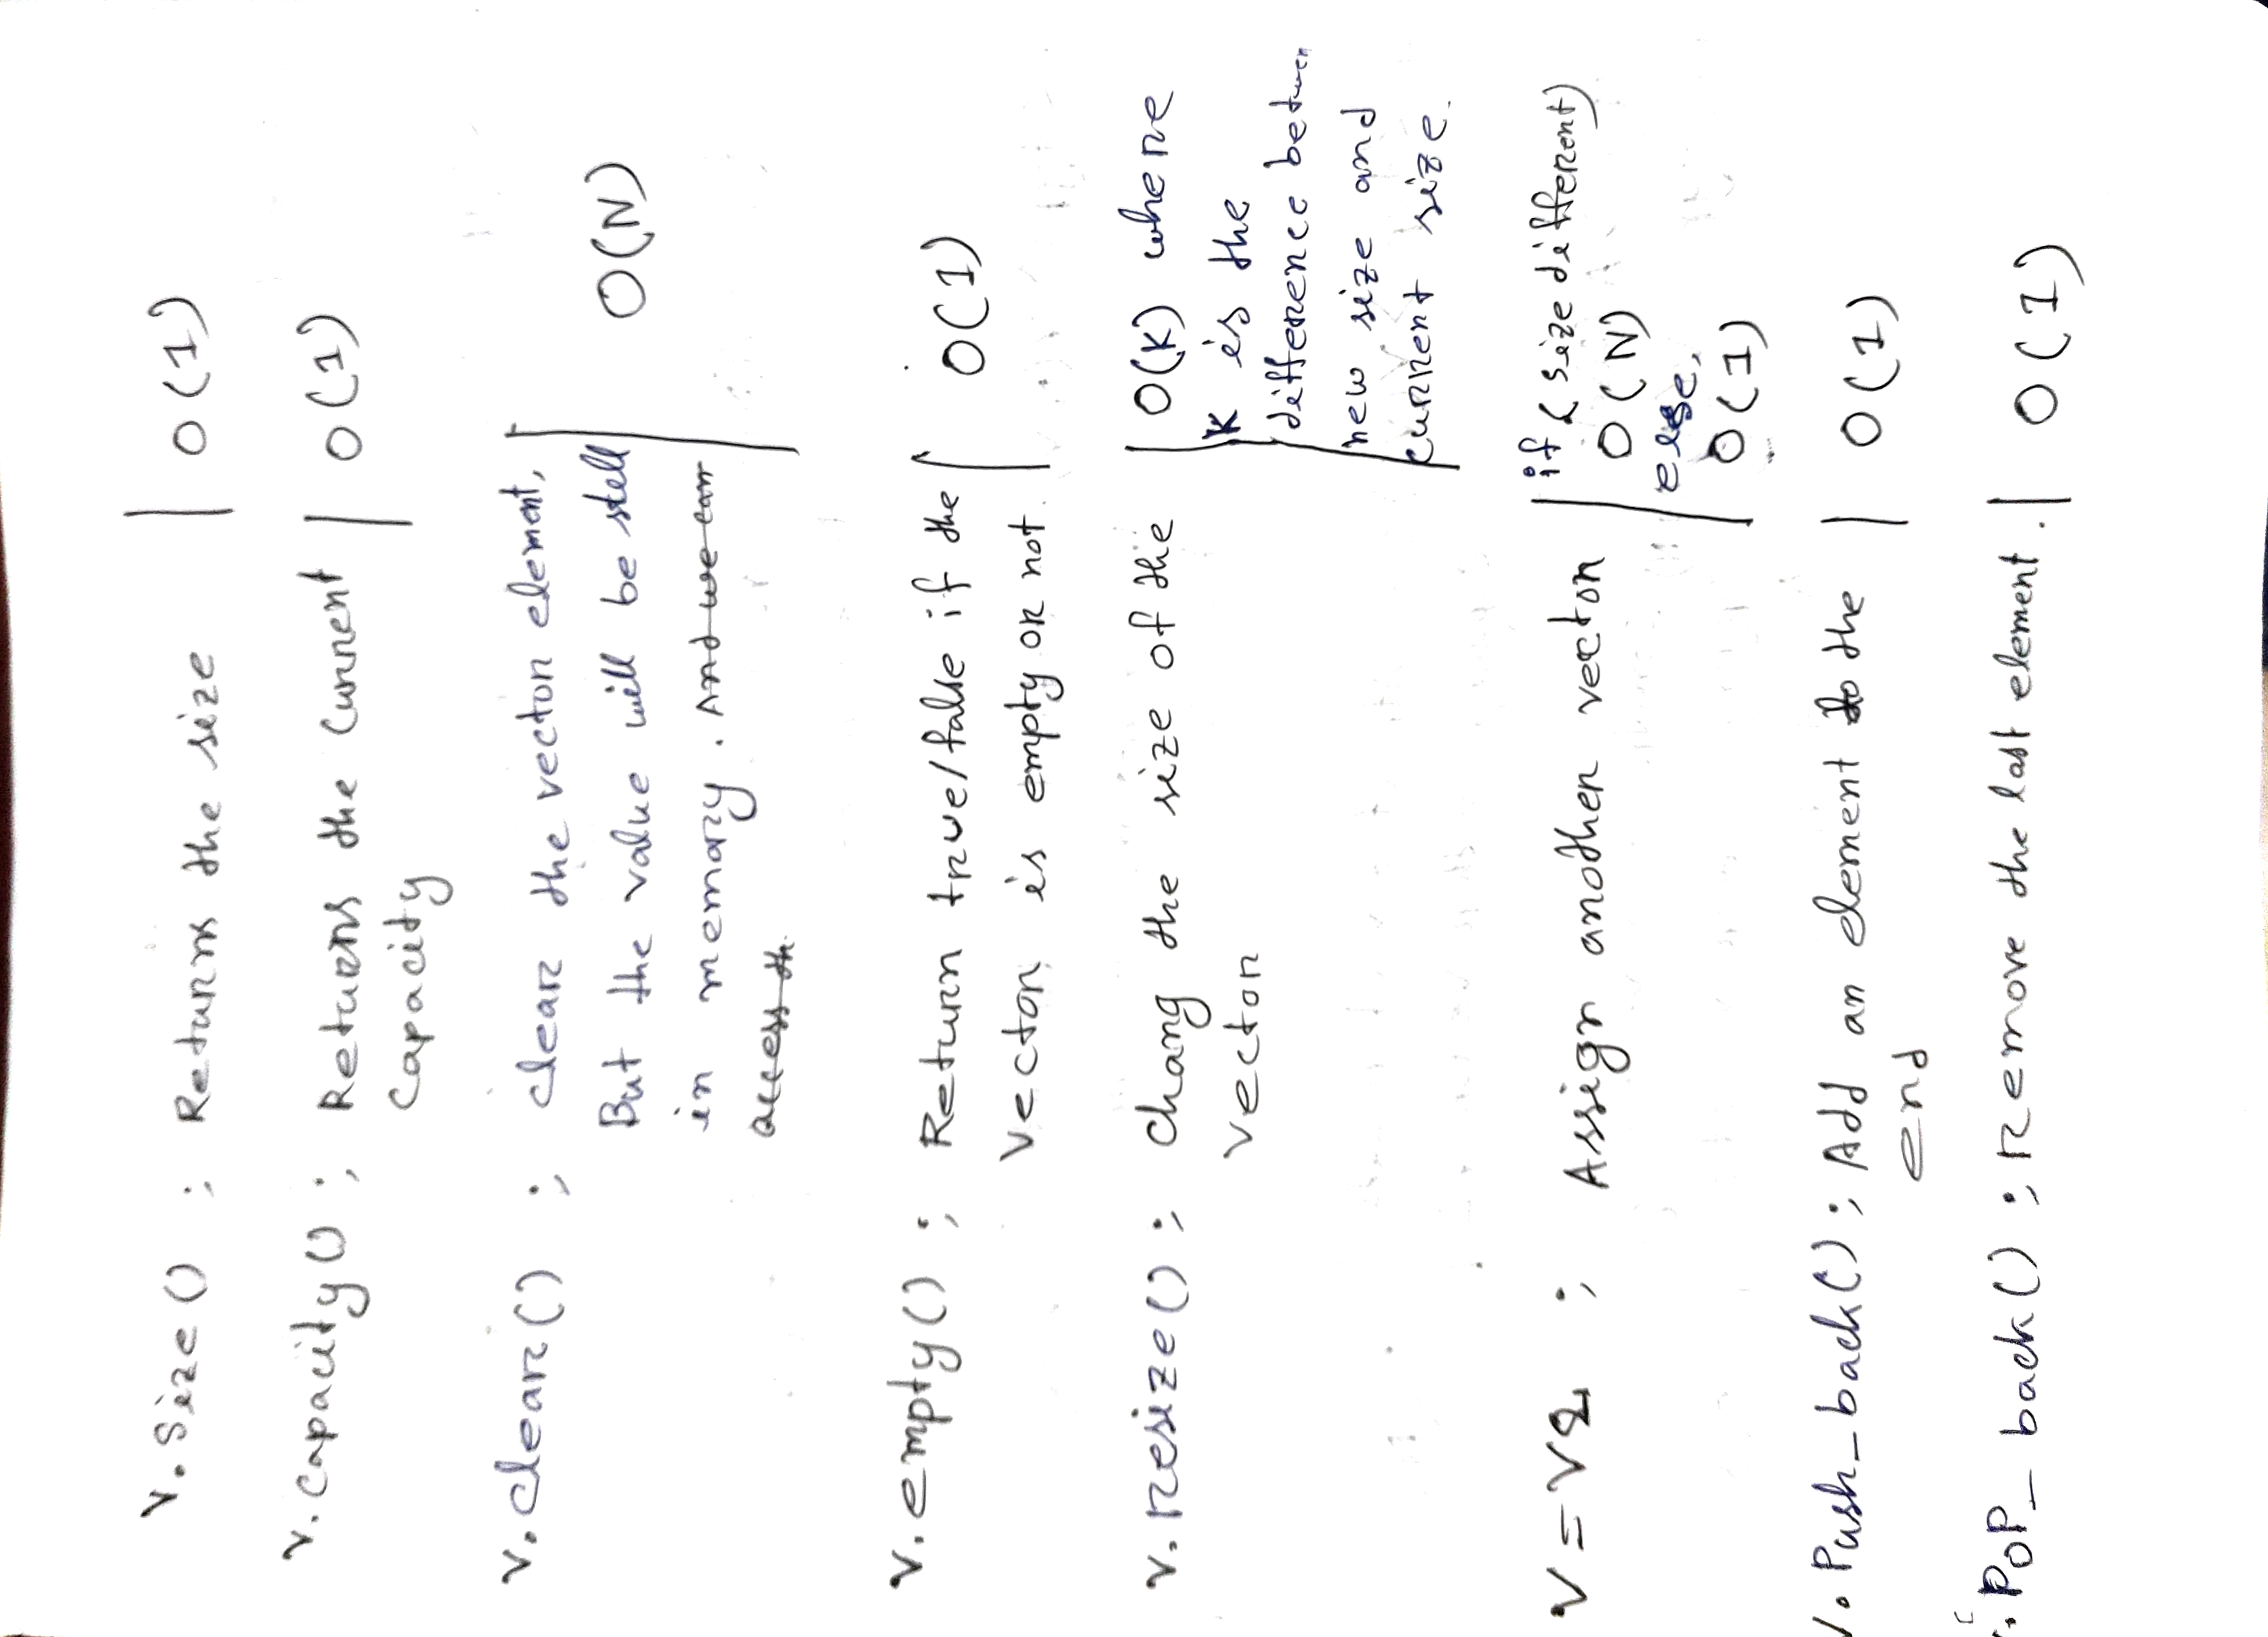 v. Size() ; Returns the size | O(1)
v. Capacity() ; Returns the Current | O(1)
Capacity
v. clear() ; clear the vector element,
But the value will be still | O(N)
in memory. And we can
access th
v. empty() ; Return true/false if the | O(1)
Vector is empty or not.
v. resize() ; Chang the size of the | O(K) where
Vector K is the
difference between
new size and
current size.
V = V2 ; Assign another vector | if (size different)
O(N)
else,
O(1)
. Push_back() ; Add an element to the | O(1)
end
. PoP_back() ; Remove the last element. | O(1)